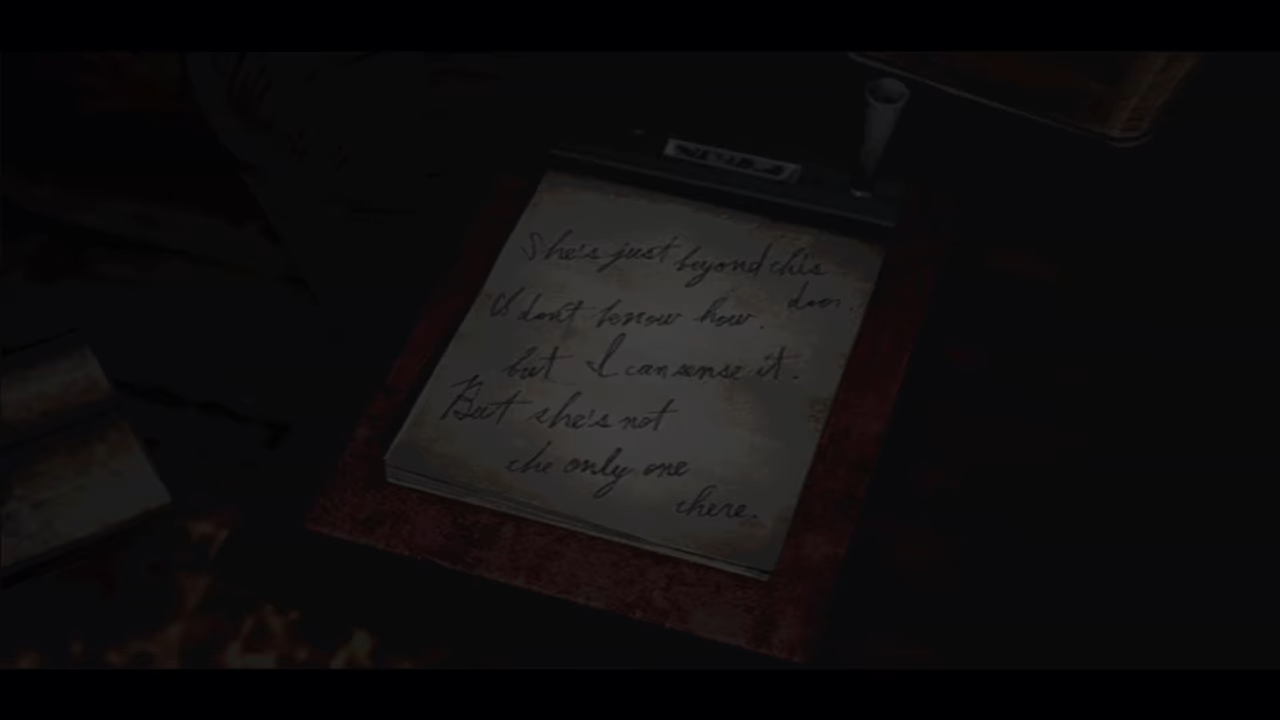 She's just beyond this
door.
I don't know how.
but I can sense it.
But she's not
the only one
there.